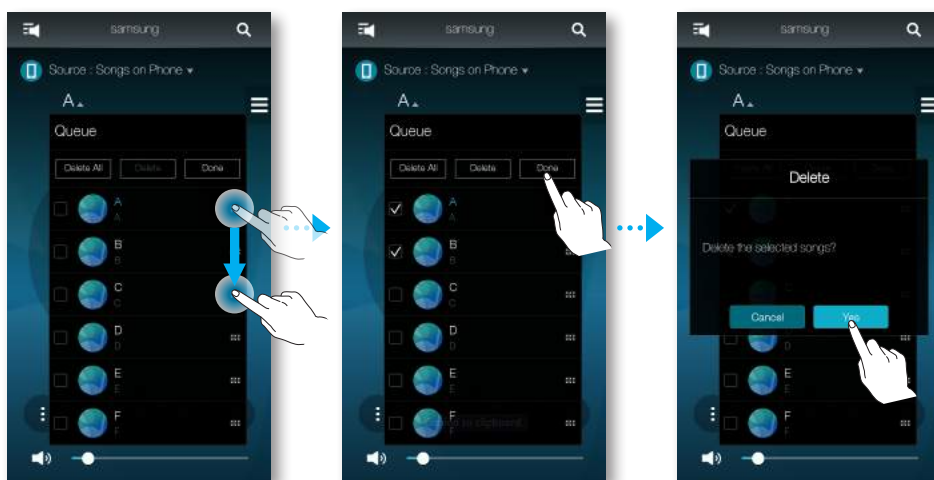 samsung
Source : Songs on Phone
A
Queue
Delete All Delete Done
A
A
B
B
C
C
D
D
E
E
F
F
samsung
Source : Songs on Phone
A
Queue
Delete All Delete Done
A
A
B
B
C
C
D
D
E
E
F
F
samsung
Source : Songs on Phone
A
Queue
Delete
Delete the selected songs?
Cancel Yes
D
E
E
F
F